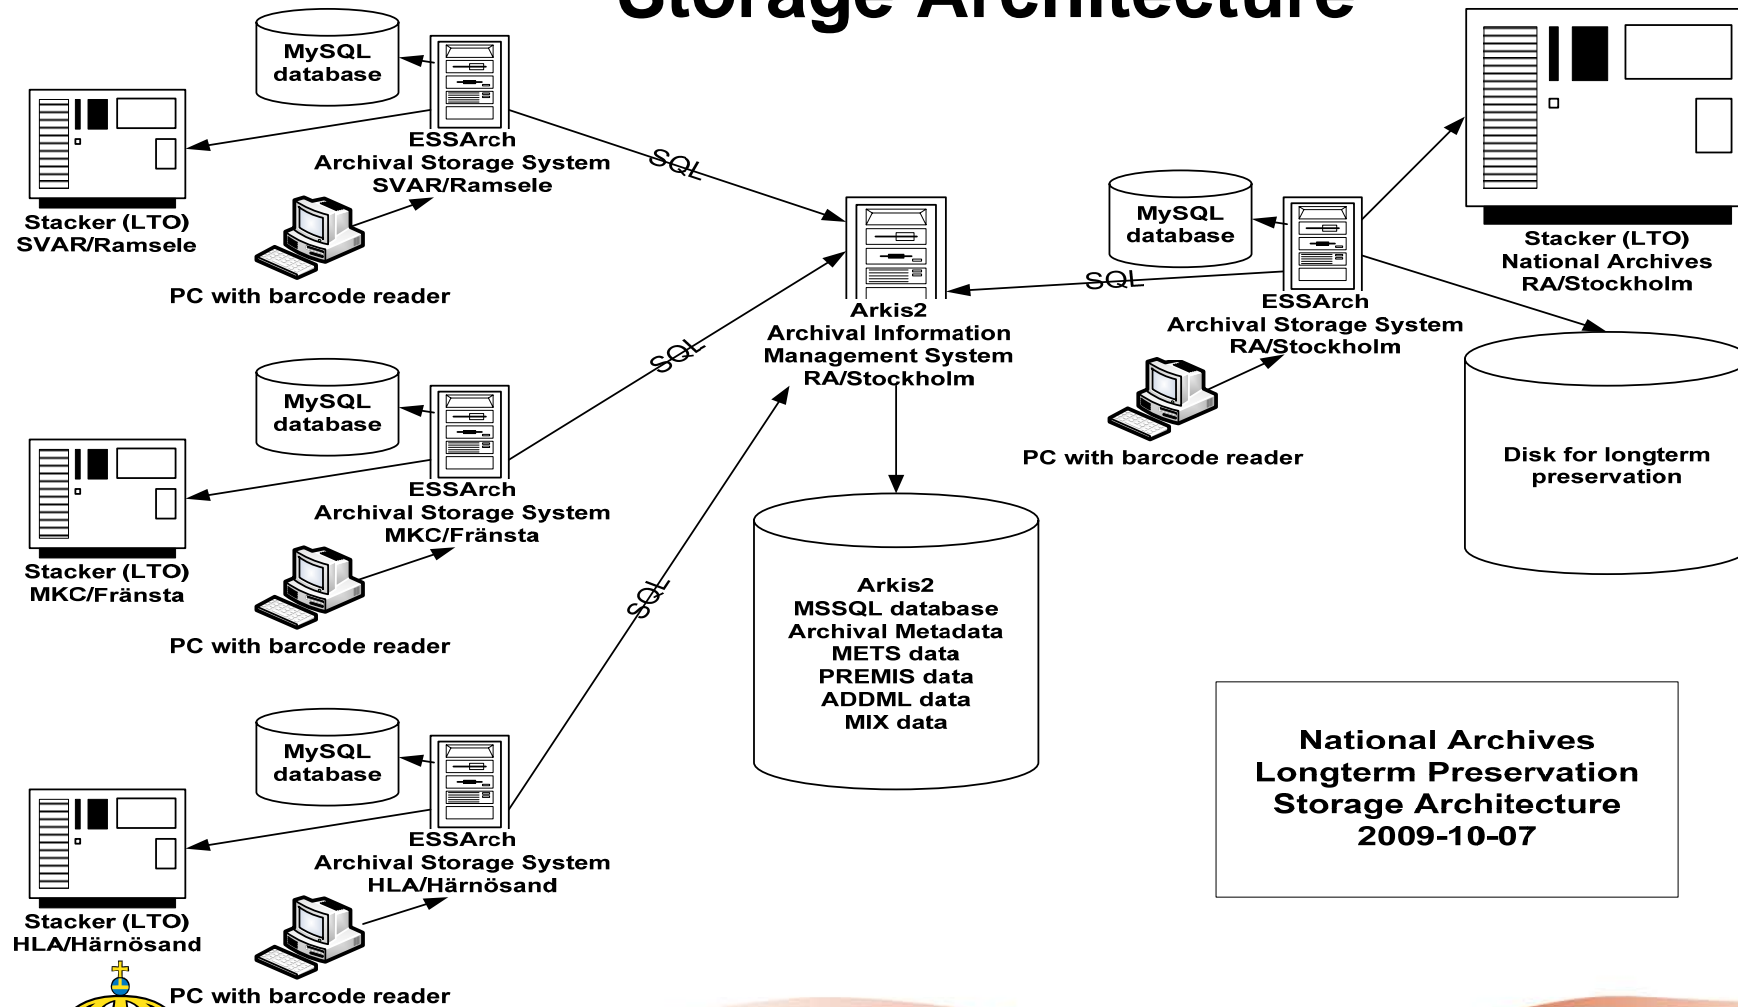 Storage Architecture
MySQL
database
ESSArch
Archival Storage System
SVAR/Ramsele
Stacker (LTO)
SVAR/Ramsele
PC with barcode reader
SQL
MySQL
database
ESSArch
Archival Storage System
MKC/Fränsta
Stacker (LTO)
MKC/Fränsta
PC with barcode reader
SQL
MySQL
database
ESSArch
Archival Storage System
HLA/Härnösand
Stacker (LTO)
HLA/Härnösand
PC with barcode reader
SQL
Arkis2
Archival Information
Management System
RA/Stockholm
Arkis2
MSSQL database
Archival Metadata
METS data
PREMIS data
ADDML data
MIX data
SQL
MySQL
database
ESSArch
Archival Storage System
RA/Stockholm
PC with barcode reader
Stacker (LTO)
National Archives
RA/Stockholm
Disk for longterm
preservation
National Archives
Longterm Preservation
Storage Architecture
2009-10-07